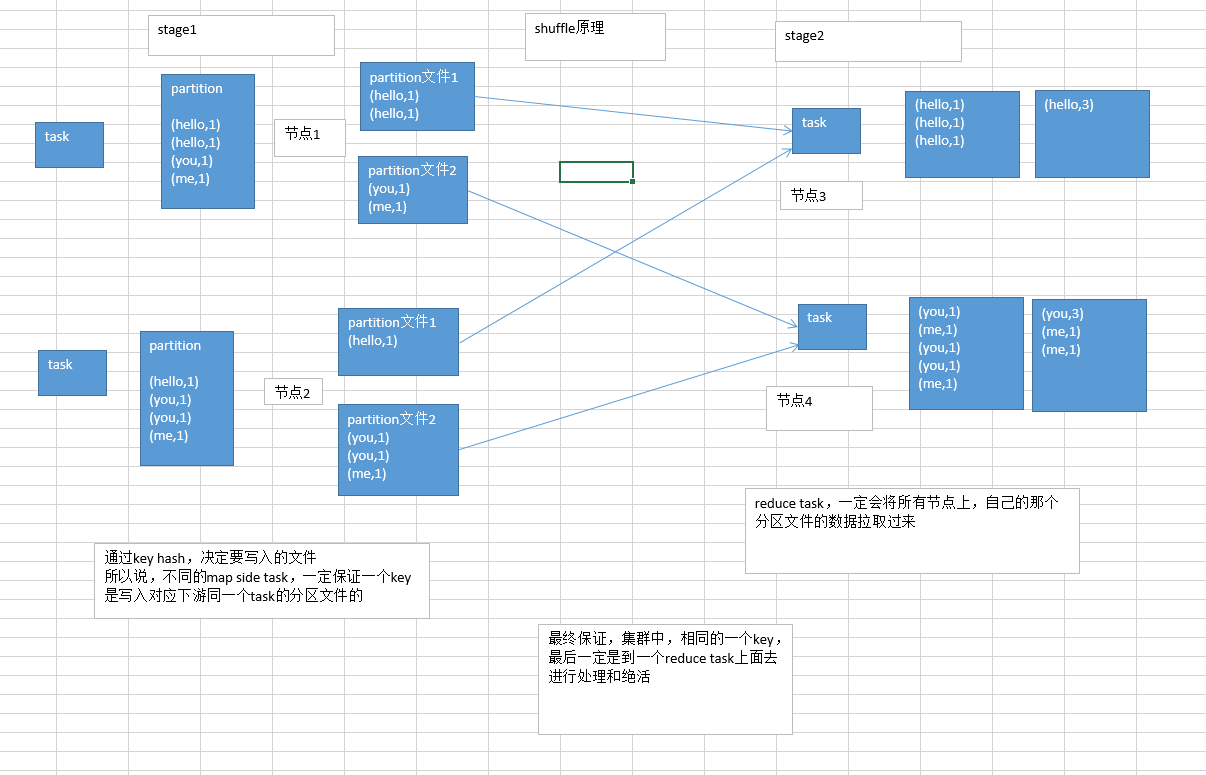 stage1
shuffle原理
stage2
task
partition
(hello,1)
(hello,1)
(you,1)
(me,1)
节点1
partition文件1
(hello,1)
(hello,1)
partition文件2
(you,1)
(me,1)
task
节点3
(hello,1)
(hello,1)
(hello,1)
(hello,3)
task
partition
(hello,1)
(you,1)
(you,1)
(me,1)
节点2
partition文件1
(hello,1)
partition文件2
(you,1)
(you,1)
(me,1)
task
节点4
(you,1)
(me,1)
(you,1)
(you,1)
(me,1)
(you,3)
(me,1)
(me,1)
reduce task，一定会将所有节点上，自己的那个
分区文件的数据拉取过来
通过key hash，决定要写入的文件
所以说，不同的map side task，一定保证一个key
是写入对应下游同一个task的分区文件的
最终保证，集群中，相同的一个key，
最后一定是到一个reduce task上面去
进行处理和绝活